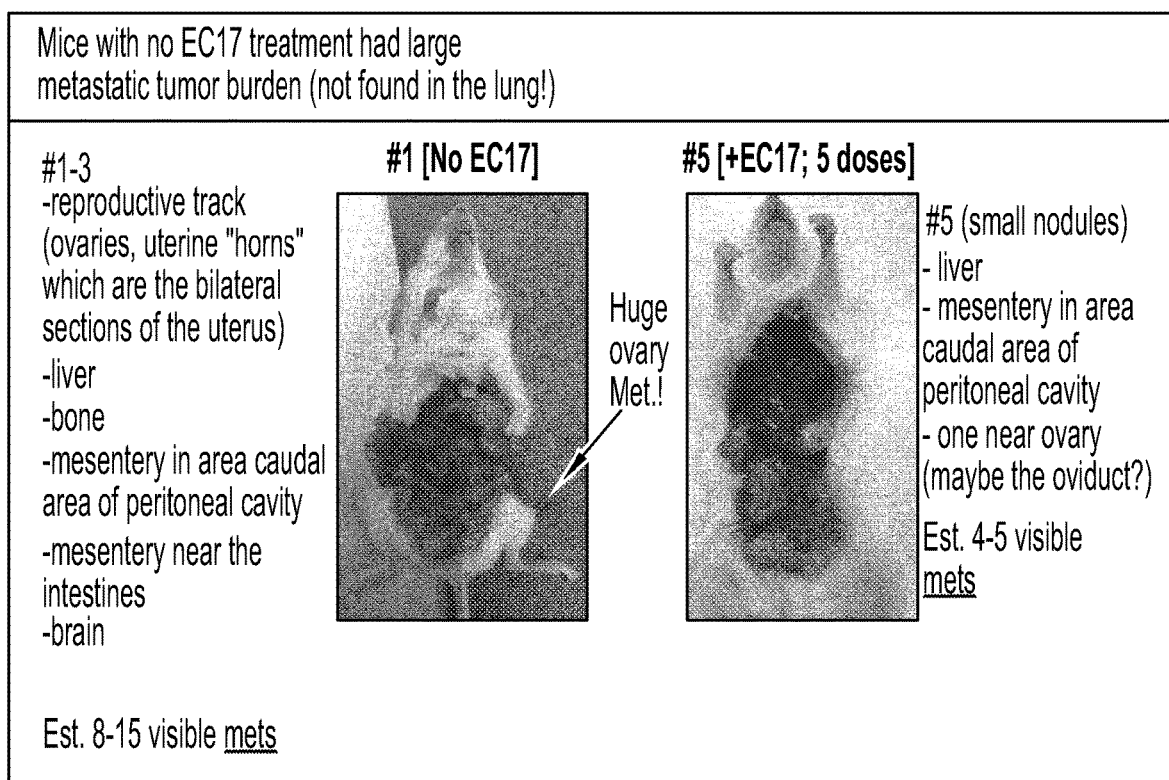 Mice with no EC17 treatment had large
metastatic tumor burden (not found in the lung!)
#1-3
-reproductive track
(ovaries, uterine "horns"
which are the bilateral
sections of the uterus)
-liver
-bone
-mesentery in area caudal
area of peritoneal cavity
-mesentery near the
intestines
-brain
Est. 8-15 visible mets
#1 [No EC17]
Huge
ovary
Met.!
#5 [+EC17; 5 doses]
#5 (small nodules)
- liver
- mesentery in area
caudal area of
peritoneal cavity
- one near ovary
(maybe the oviduct?)
Est. 4-5 visible
mets